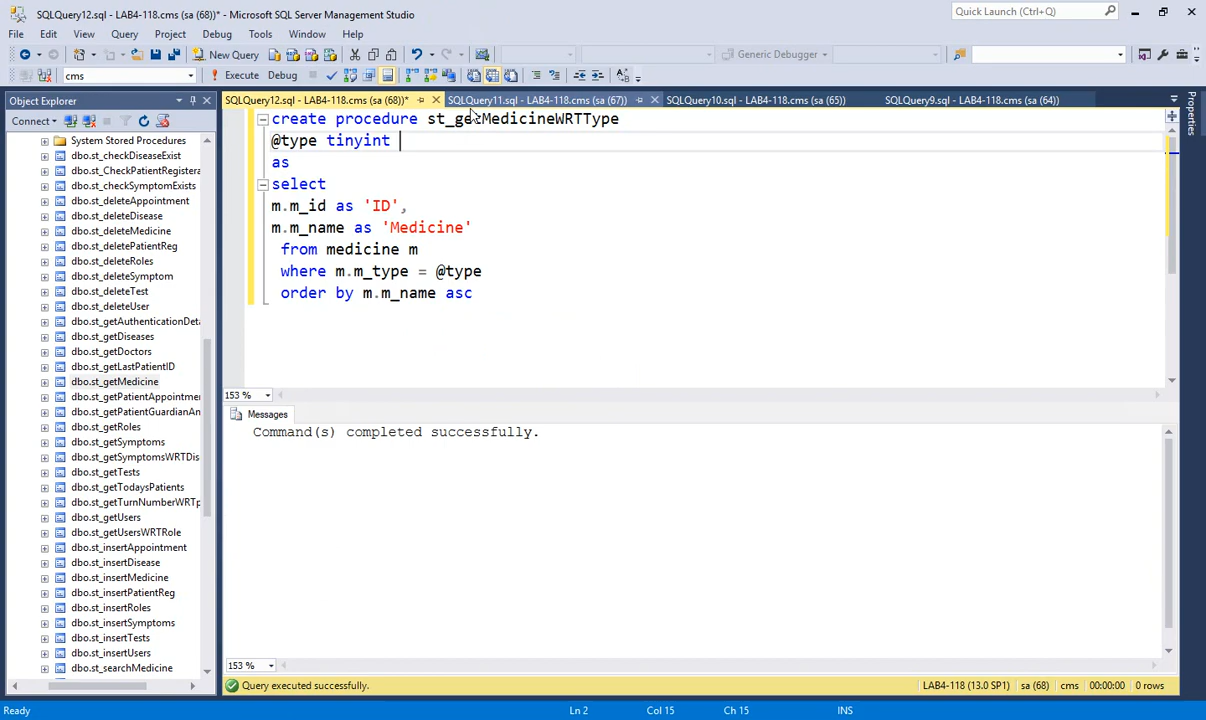 SQLQuery12.sql - LAB4-118.cms (sa (68))* - Microsoft SQL Server Management Studio
Quick Launch (Ctrl+Q)
File Edit View Query Project Debug Tools Window Help
New Query
Generic Debugger
cms
Execute Debug
Object Explorer
SQLQuery12.sql - LAB4-118.cms (sa (68))*
SQLQuery11.sql - LAB4-118.cms (sa (67))
SQLQuery10.sql - LAB4-118.cms (sa (65))
SQLQuery9.sql - LAB4-118.cms (sa (64))
Properties
Connect
System Stored Procedures
dbo.st_checkDiseaseExist
dbo.st_CheckPatientRegistera
dbo.st_checkSymptomExists
dbo.st_deleteAppointment
dbo.st_deleteDisease
dbo.st_deleteMedicine
dbo.st_deletePatientReg
dbo.st_deleteRoles
dbo.st_deleteSymptom
dbo.st_deleteTest
dbo.st_deleteUser
dbo.st_getAuthenticationDeta
dbo.st_getDiseases
dbo.st_getDoctors
dbo.st_getLastPatientID
dbo.st_getMedicine
dbo.st_getPatientAppointmen
dbo.st_getPatientGuardianAn
dbo.st_getRoles
dbo.st_getSymptoms
dbo.st_getSymptomsWRTDis
dbo.st_getTests
dbo.st_getTodaysPatients
dbo.st_getTurnNumberWRTp
dbo.st_getUsers
dbo.st_getUsersWRTRole
dbo.st_insertAppointment
dbo.st_insertDisease
dbo.st_insertMedicine
dbo.st_insertPatientReg
dbo.st_insertRoles
dbo.st_insertSymptoms
dbo.st_insertTests
dbo.st_insertUsers
dbo.st_searchMedicine
create procedure st_getMedicineWRTType
@type tinyint
as
select
m.m_id as 'ID',
m.m_name as 'Medicine'
from medicine m
where m.m_type = @type
order by m.m_name asc
153 %
Messages
Command(s) completed successfully.
153 %
Query executed successfully.
LAB4-118 (13.0 SP1) sa (68) cms 00:00:00 0 rows
Ready
Ln 2 Col 15 Ch 15 INS